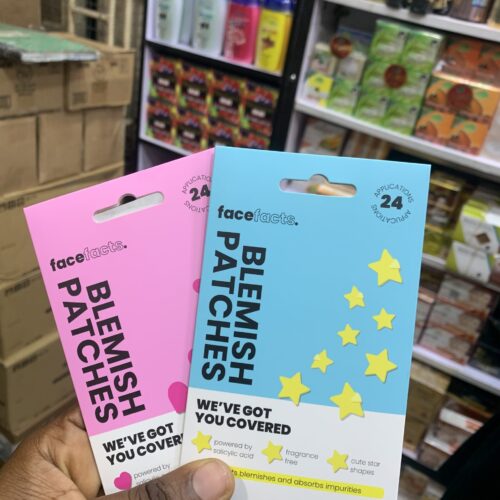 facefacts.
24
APPLICATIONS
BLEMISH
PATCHES
WE'VE GOT
YOU COVERED
powered by
facefacts.
APPLICATIONS
24
APPLICATIONS
BLEMISH
PATCHES
WE'VE GOT
YOU COVERED
powered by
salicylic acid
fragrance
free
cute star
shapes
blemishes and absorbs impurities